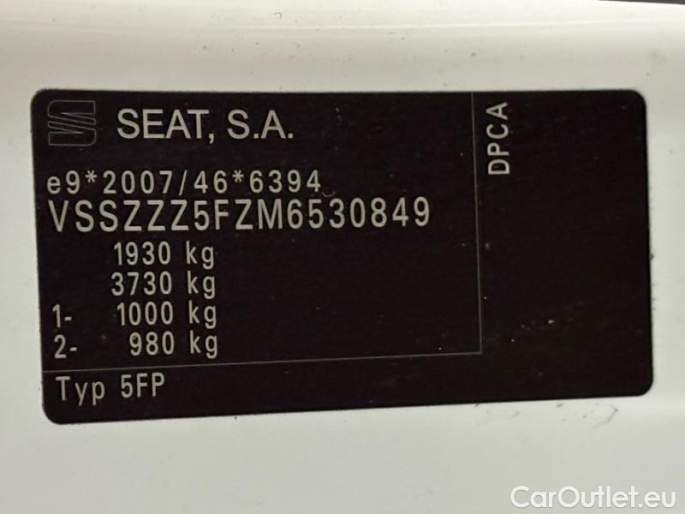 SEAT, S.A.
DPCA
e9*2007/46*6394
VSSZZZ5FZM6530849
1930 kg
3730 kg
1- 1000 kg
2- 980 kg
Typ 5FP
CarOutlet.eu